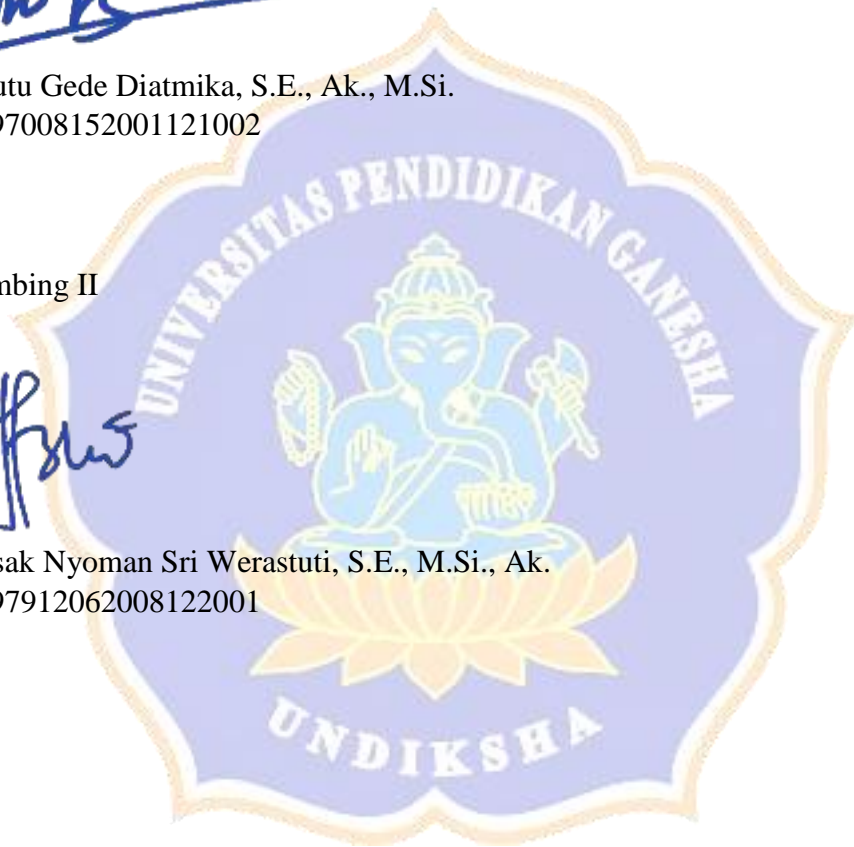 utu Gede Diatmika, S.E., Ak., M.Si.
97008152001121002
mbing II
sak Nyoman Sri Werastuti, S.E., M.Si., Ak.
97912062008122001
UNIVERSITAS PENDIDIKAN GANESHA
UNDIKSHA